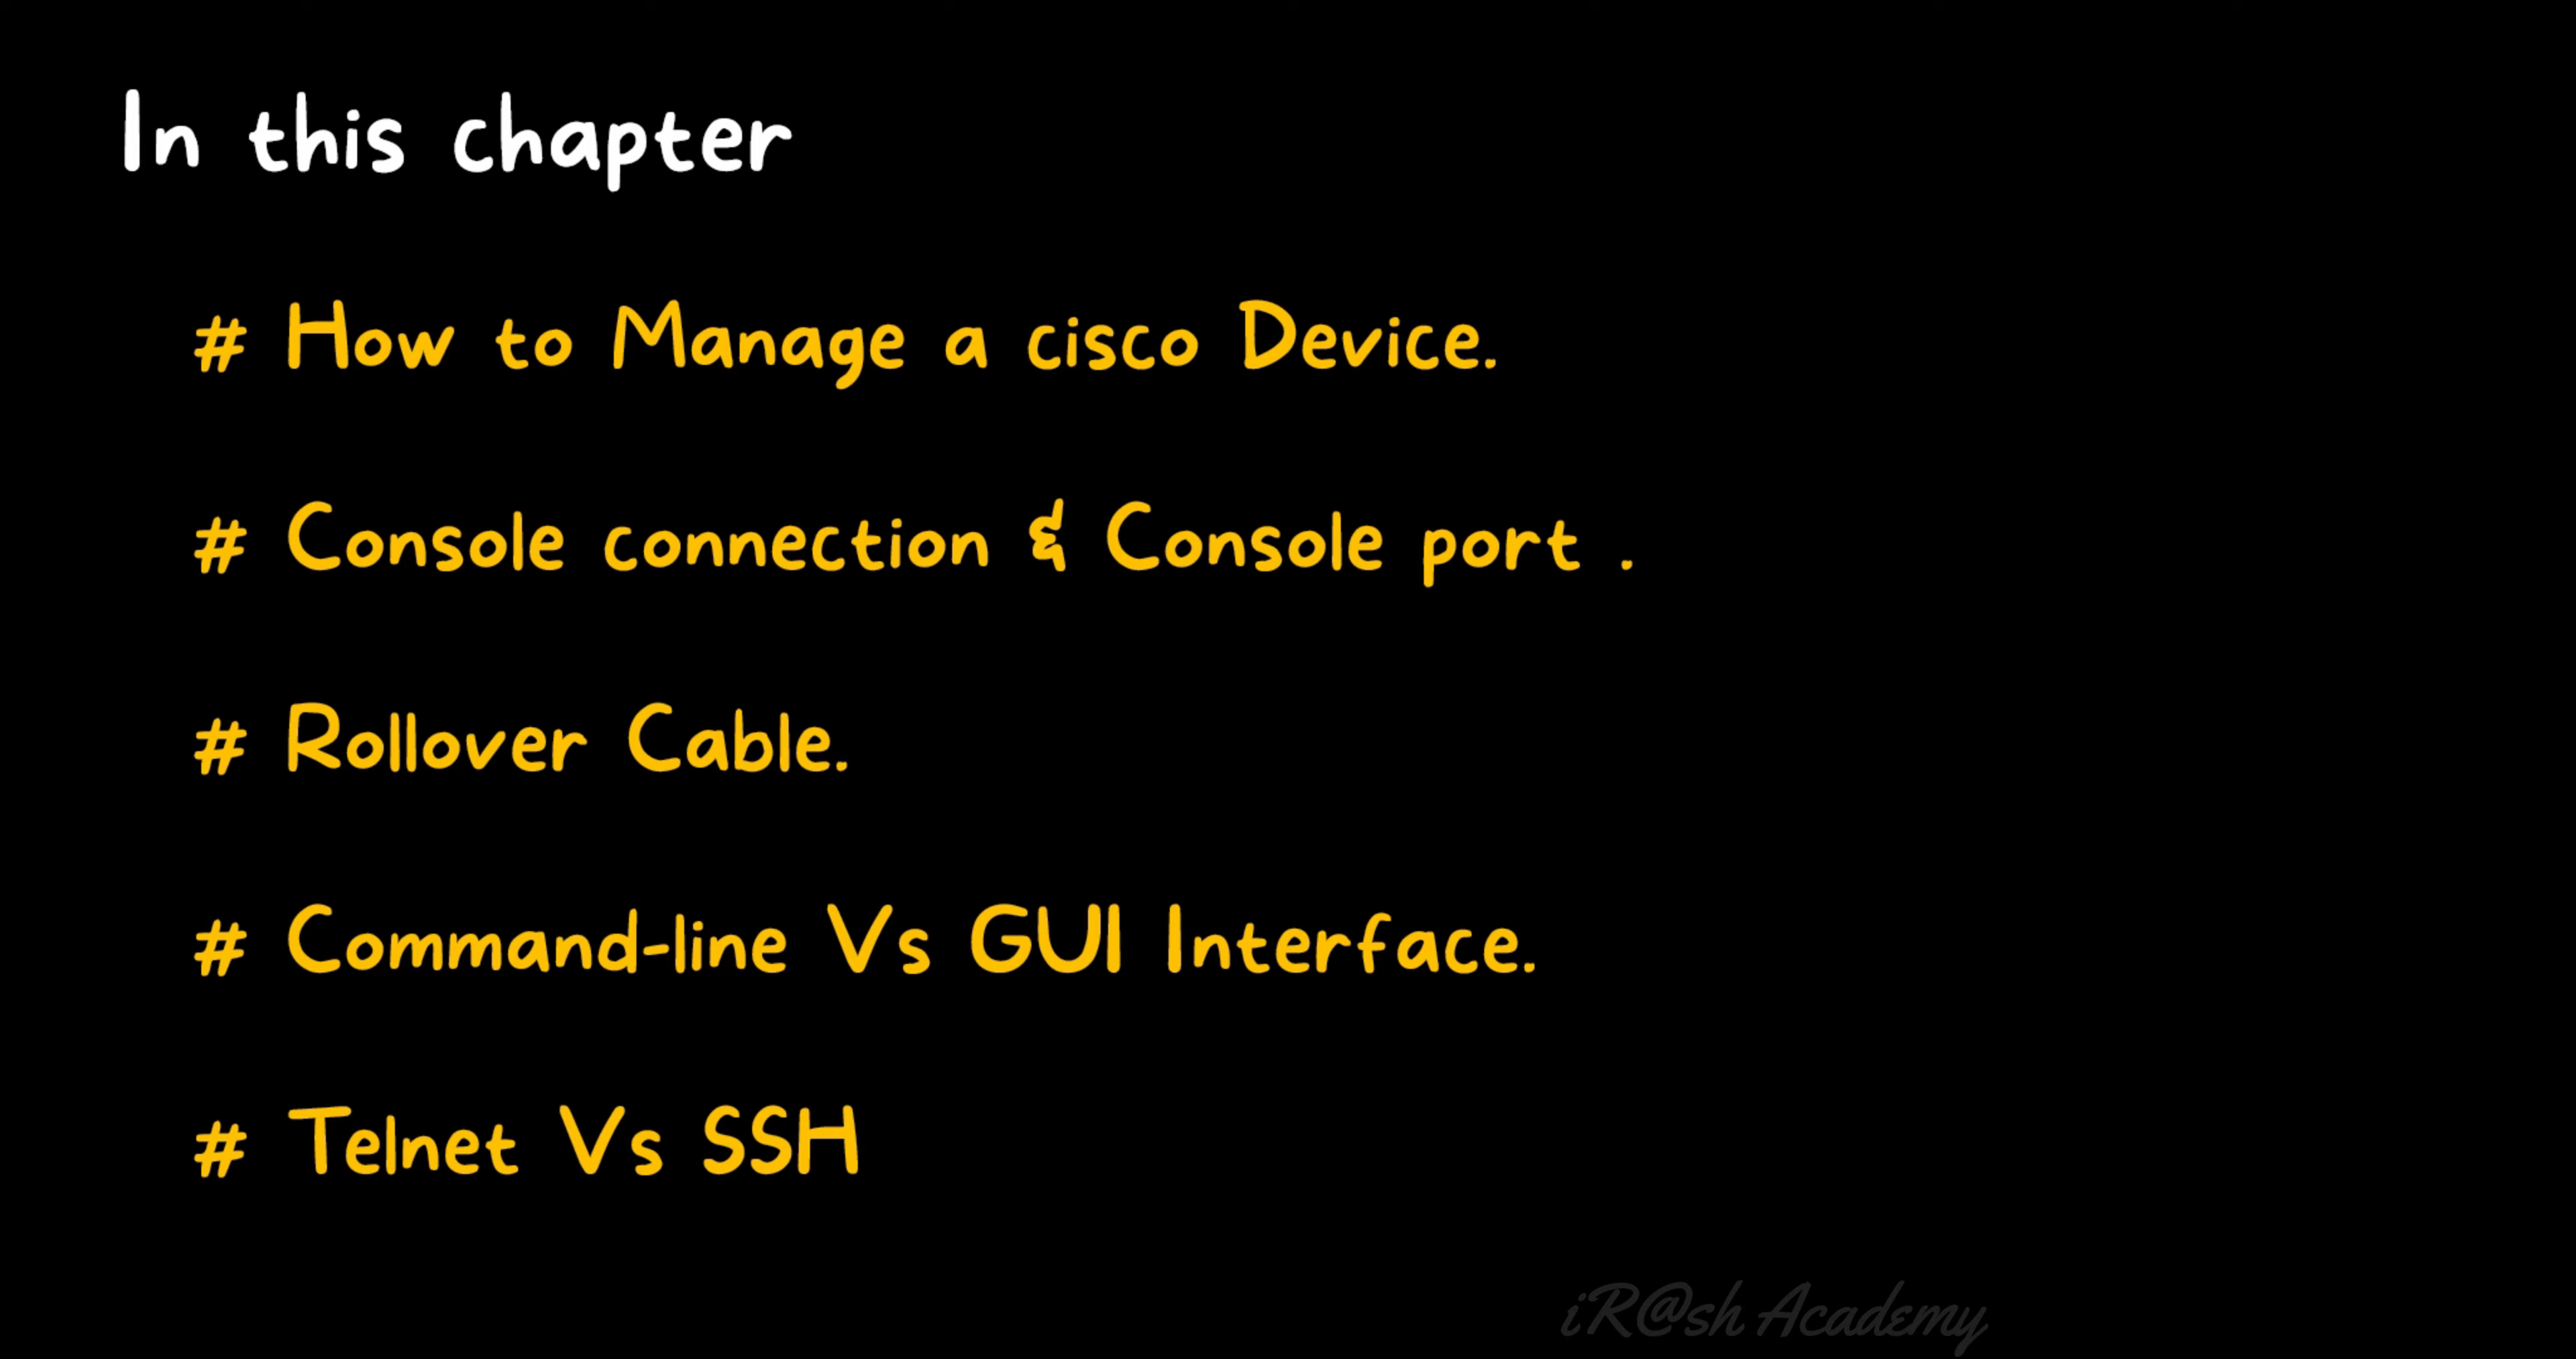 In this chapter
# How to Manage a cisco Device.
# Console connection & Console port .
# Rollover Cable.
# Command-line Vs GUI Interface.
# Telnet Vs SSH
iR@sh Academy